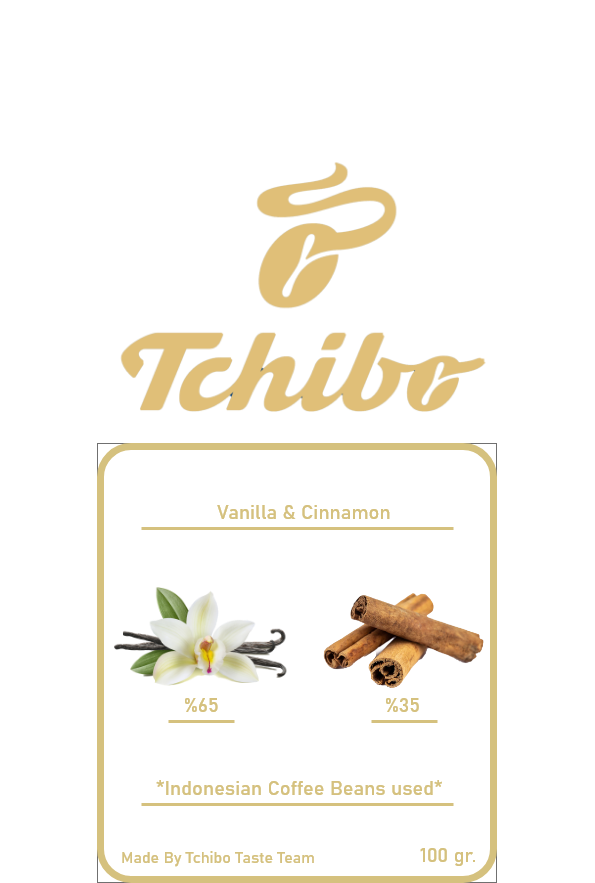 Tchibo
Vanilla & Cinnamon
%65 %35
*Indonesian Coffee Beans used*
Made By Tchibo Taste Team 100 gr.